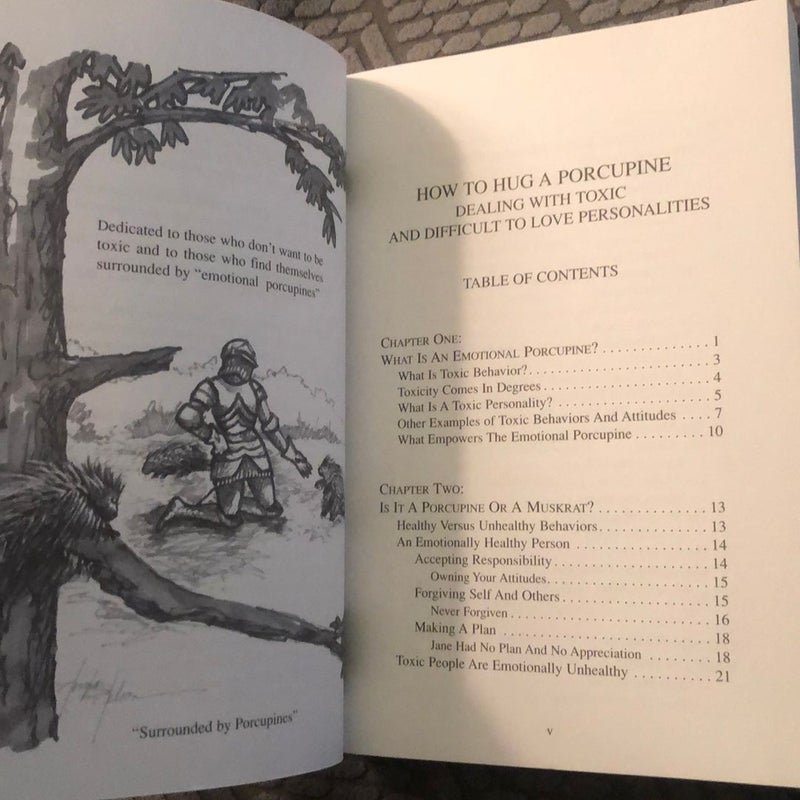 Dedicated to those who don't want to be
toxic and to those who find themselves
surrounded by "emotional porcupines"
"Surrounded by Porcupines"
HOW TO HUG A PORCUPINE
DEALING WITH TOXIC
AND DIFFICULT TO LOVE PERSONALITIES
TABLE OF CONTENTS
CHAPTER ONE:
WHAT IS AN EMOTIONAL PORCUPINE? . . . . . . . . . . . . 1
What Is Toxic Behavior? . . . . . . . . . . . . . . . . . . . . 3
Toxicity Comes In Degrees . . . . . . . . . . . . . . . . . . 4
What Is A Toxic Personality? . . . . . . . . . . . . . . . . 5
Other Examples of Toxic Behaviors And Attitudes . . . . 7
What Empowers The Emotional Porcupine . . . . . . . . . 10
CHAPTER TWO:
IS IT A PORCUPINE OR A MUSKRAT? . . . . . . . . . . . . . 13
Healthy Versus Unhealthy Behaviors . . . . . . . . . . . . . 13
An Emotionally Healthy Person . . . . . . . . . . . . . . . . 14
Accepting Responsibility . . . . . . . . . . . . . . . . . . 14
Owning Your Attitudes . . . . . . . . . . . . . . . . . . 15
Forgiving Self And Others . . . . . . . . . . . . . . . . . 15
Never Forgiven . . . . . . . . . . . . . . . . . . . . . . 16
Making A Plan . . . . . . . . . . . . . . . . . . . . . . . 18
Jane Had No Plan And No Appreciation . . . . . . . . 18
Toxic People Are Emotionally Unhealthy . . . . . . . . . . 21
v